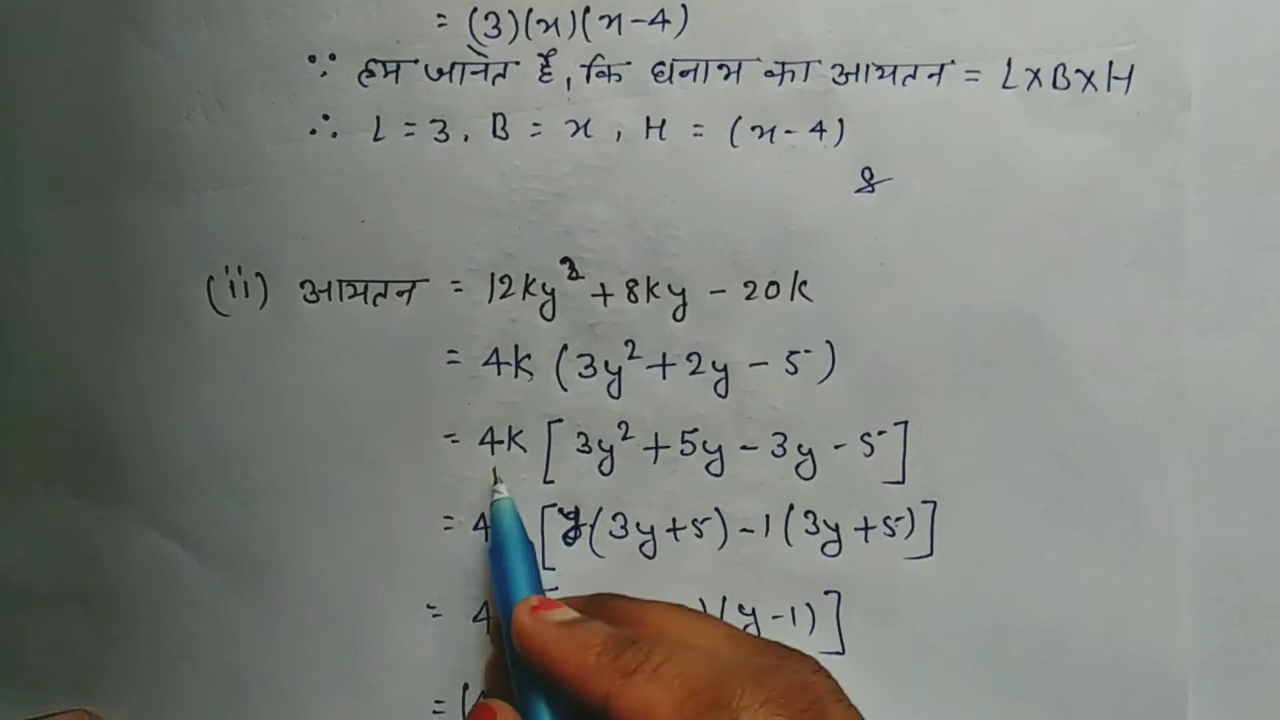 = (3)(x)(x-4)
∵ हम जानते है, कि घनाभ का आयतन = L×B×H
∴ L = 3, B = x, H = (x-4)
(ii) आयतन = 12ky² + 8ky - 20k
= 4k (3y² + 2y - 5)
= 4k [3y² + 5y - 3y - 5]
= 4 [y(3y+5) - 1(3y+5)]
= 4 )(y-1)]
= (